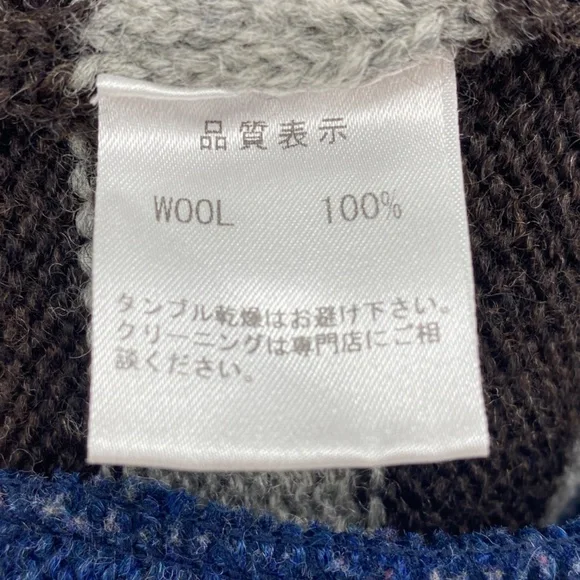 品質表示
WOOL 100%
タンブル乾燥はお避け下さい。
クリーニングは専門店にご相
談ください。